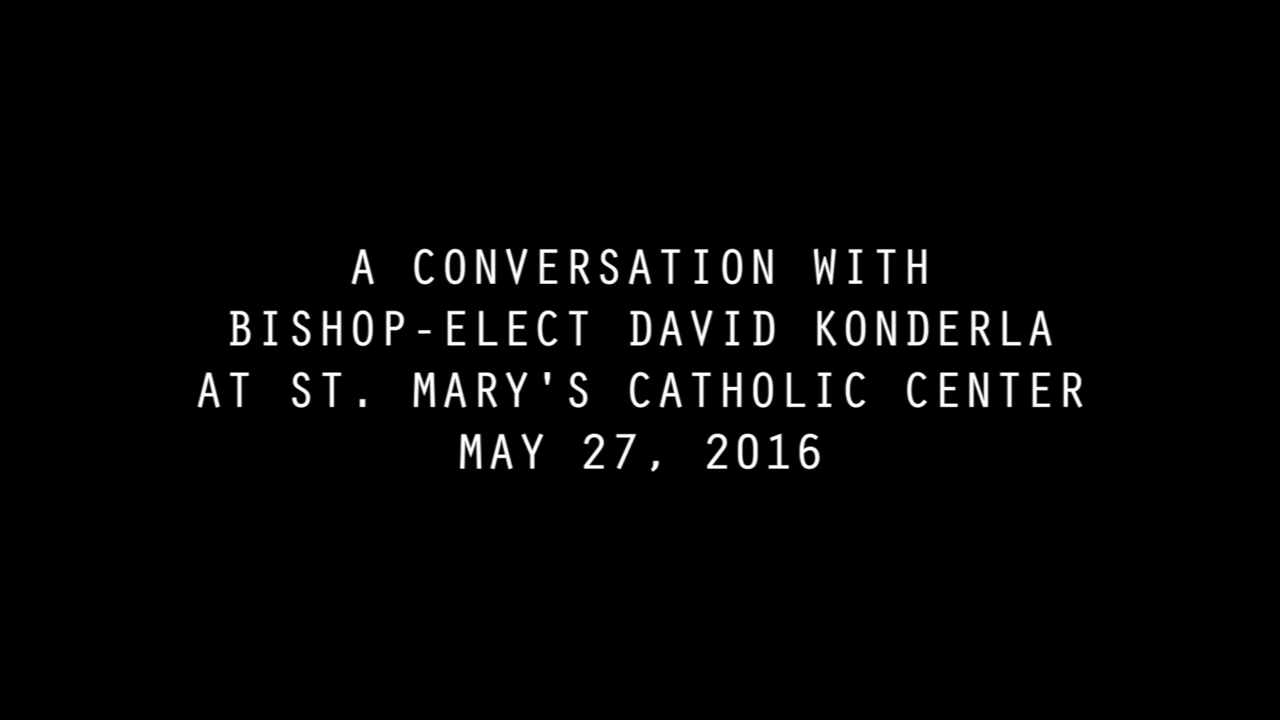 A CONVERSATION WITH
BISHOP-ELECT DAVID KONDERLA
AT ST. MARY'S CATHOLIC CENTER
MAY 27, 2016